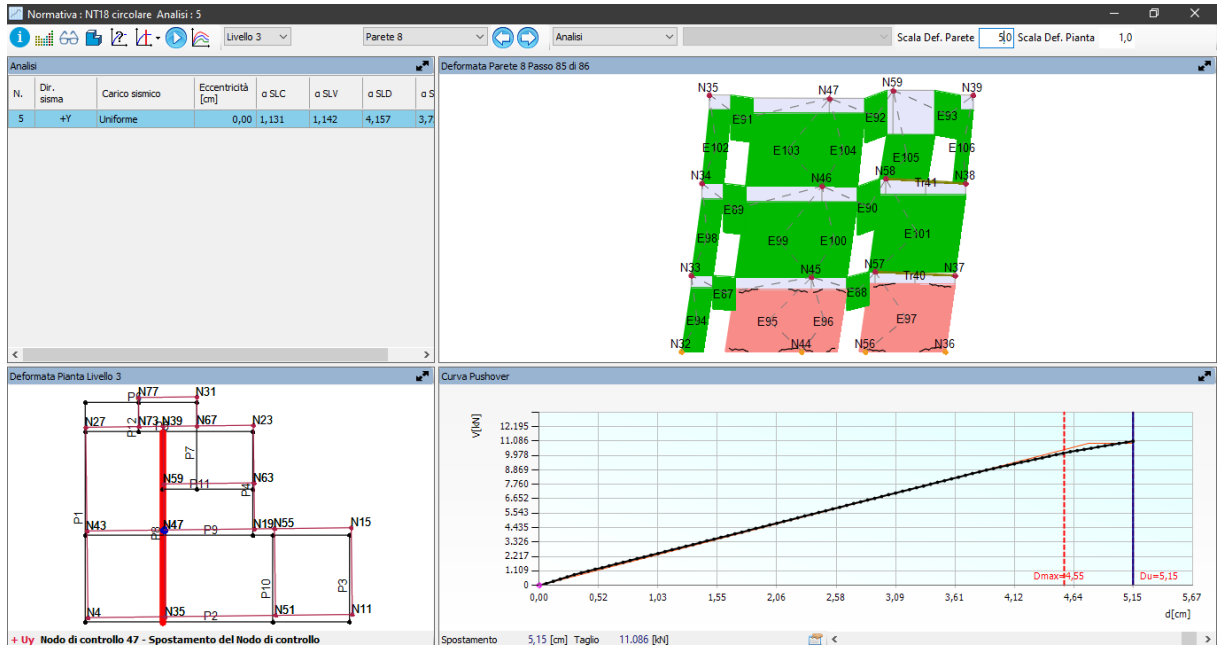 Normativa : NT18 circolare Analisi : 5
Livello 3
Parete 8
Analisi
Scala Def. Parete 5,0 Scala Def. Pianta 1,0
Analisi
N. Dir. sisma Carico sismico Eccentricità [cm] α SLC α SLV α SLD α S
5 +Y Uniforme 0,00 1,131 1,142 4,157 3,7
Deformata Parete 8 Passo 85 di 86
N35 N47 N59 N39
E91 E92 E93
E102 E103 E104 E105 E106
N34 N46 N58 Tr41 N38
E89 E90
E98 E99 E100 E101
N33 N45 N57 Tr40 N37
E87 E88
E94 E95 E96 E97
N32 N44 N56 N36
Deformata Pianta Livello 3
N77 N31
N27 P12 N73 N39 N67 N23
P7
N59 P11 N63
P4
P1 N43 N47 P8 P9 N19 N55 N15
P10 P3
N4 N35 P2 N51 N11
+ Uy Nodo di controllo 47 - Spostamento del Nodo di controllo
Curva Pushover
V[kN]
12.195
11.086
9.978
8.869
7.760
6.652
5.543
4.435
3.326
2.217
1.109
0
Dmax=4,55 Du=5,15
0,00 0,52 1,03 1,55 2,06 2,58 3,09 3,61 4,12 4,64 5,15 5,67
d[cm]
Spostamento 5,15 [cm] Taglio 11.086 [kN]